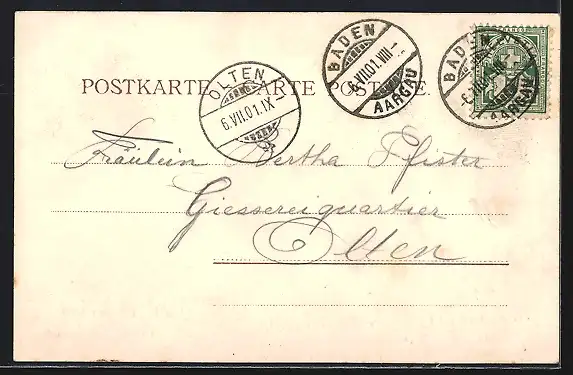 POSTKARTE. CARTE POSTALE.
OLTEN
6.VII.01.IX-
BADEN
6.VII.01.VIII-
AARGAU
BADEN
AARGAU
Fräulein Bertha Pfister
Giessereiquartier
Olten